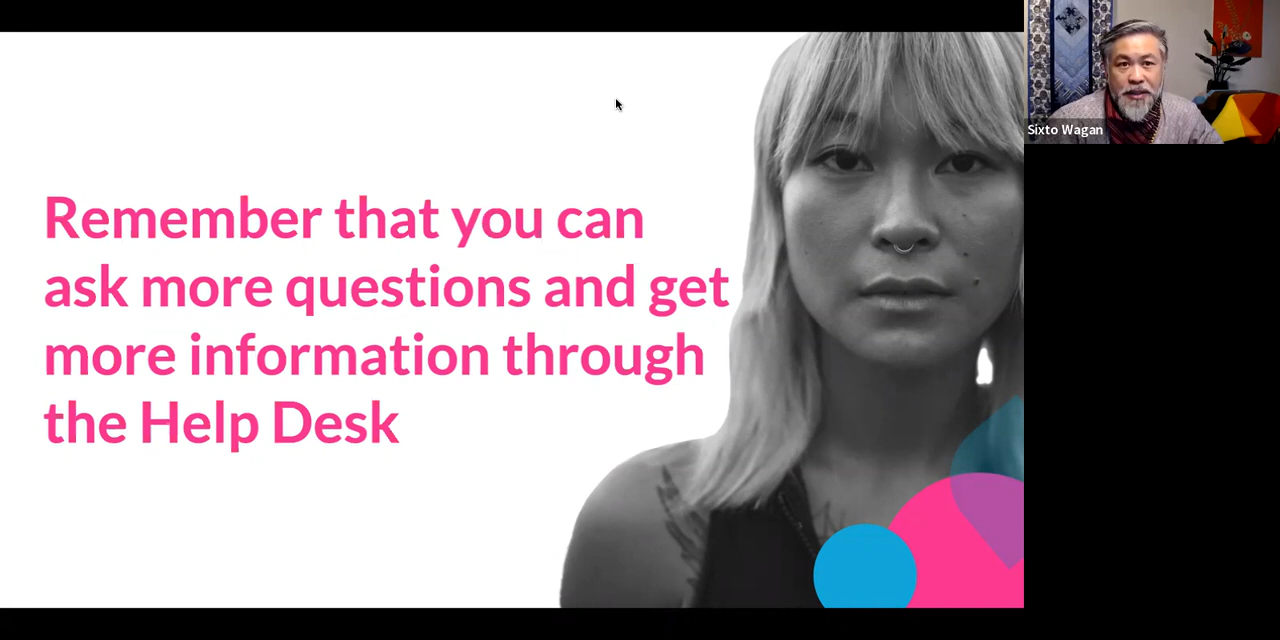 Remember that you can
ask more questions and get
more information through
the Help Desk
Sixto Wagan